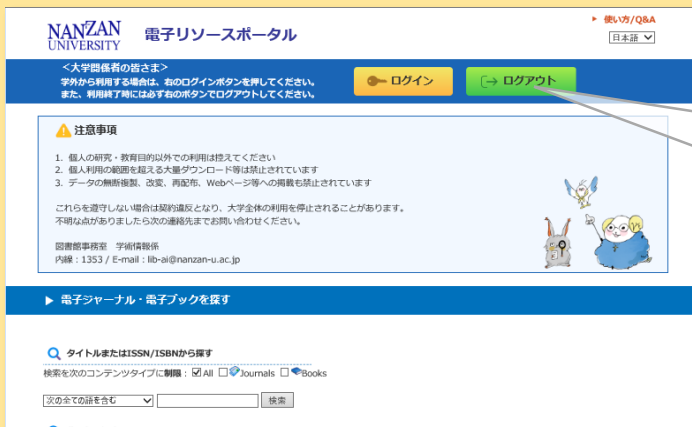 NANZAN
UNIVERSITY
電子リソースポータル
使い方/Q&A
日本語
<大学関係者の皆さま>
学外から利用する場合は、右のログインボタンを押してください。
また、利用終了時には必ず右のボタンでログアウトしてください。
ログイン
ログアウト
注意事項
1. 個人の研究・教育目的以外での利用は控えてください
2. 個人利用の範囲を超える大量ダウンロード等は禁止されています
3. データの無断複製、改変、再配布、Webページ等への掲載も禁止されています
これらを遵守しない場合は契約違反となり、大学全体の利用を停止されることがあります。
不明な点がありましたら次の連絡先までお問い合わせください。
図書館事務室 学術情報係
内線：1353 / E-mail : lib-ai@nanzan-u.ac.jp
電子ジャーナル・電子ブックを探す
タイトルまたはISSN/ISBNから探す
検索を次のコンテンツタイプに制限： All Journals Books
次の全ての語を含む 検索